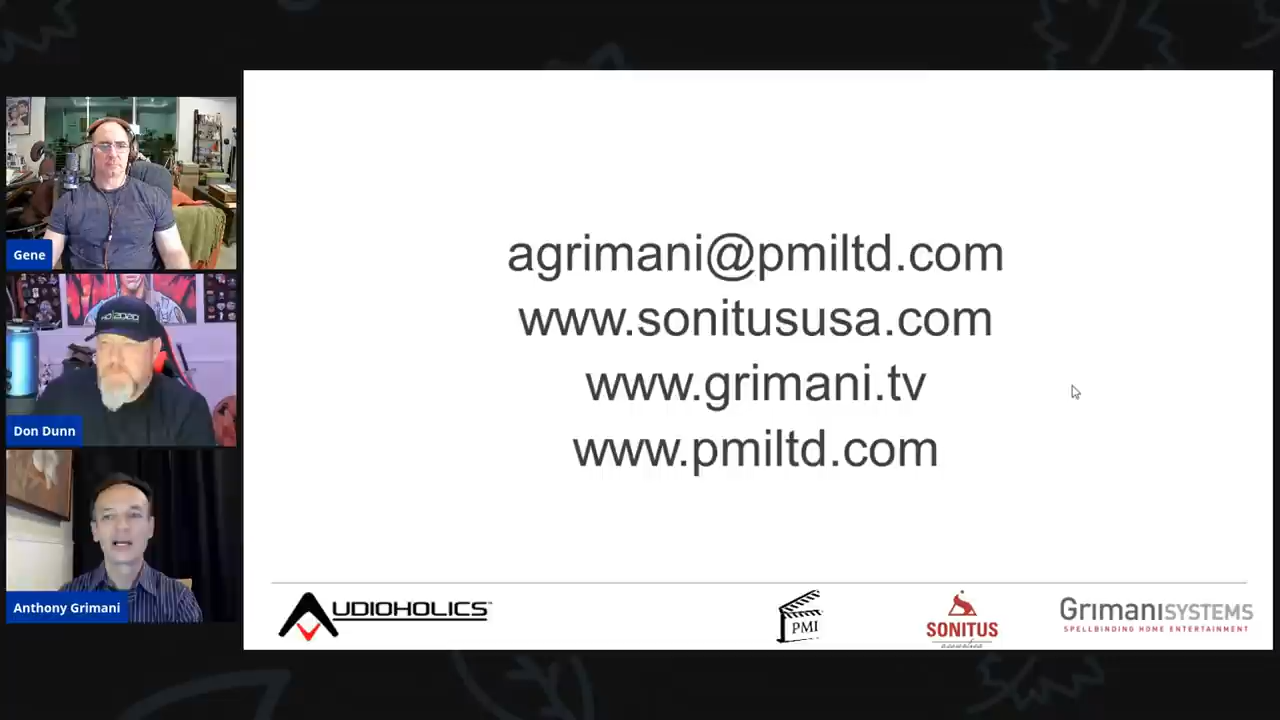 Gene
Don Dunn
Anthony Grimani
agrimani@pmiltd.com
www.sonitususa.com
www.grimani.tv
www.pmiltd.com
AUDIOHOLICS
PMI
SONITUS
GRIMANISYSTEMS
SPELLBINDING HOME ENTERTAINMENT